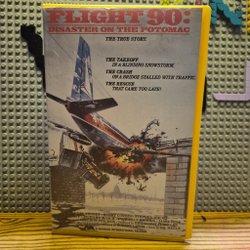 FLIGHT 90:
DISASTER ON THE POTOMAC
THE TRUE STORY
THE TAKEOFF
IN A BLINDING SNOWSTORM.
THE CRASH
ON A BRIDGE STALLED WITH TRAFFIC.
THE RESCUE
THAT CAME TOO LATE!